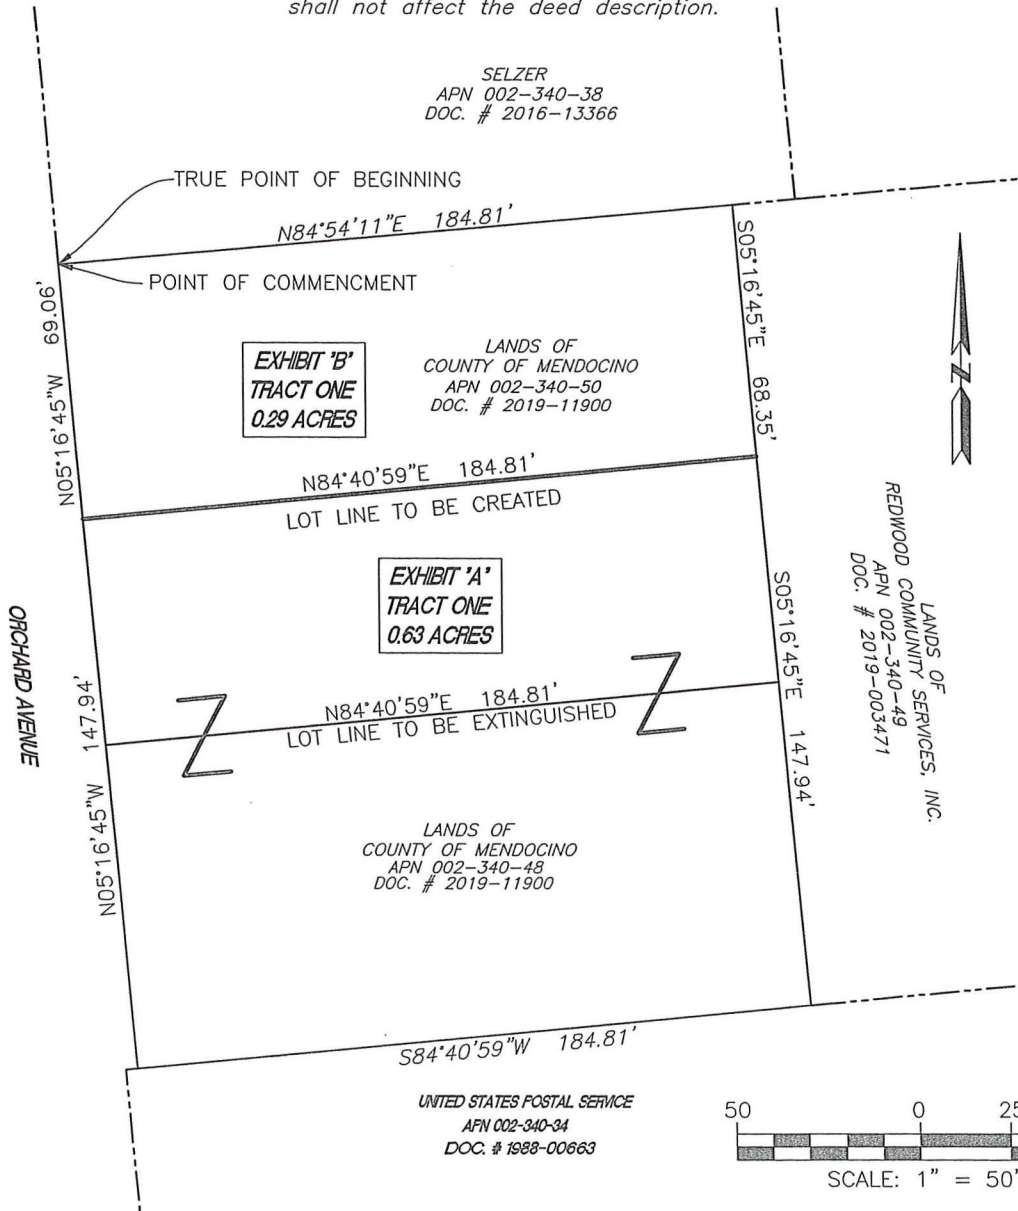 shall not affect the deed description.
SELZER
APN 002-340-38
DOC. # 2016-13366
TRUE POINT OF BEGINNING
N84°54'11"E 184.81'
POINT OF COMMENCMENT
N05°16'45"W 69.06'
S05°16'45"E 68.35'
EXHIBIT 'B'
TRACT ONE
0.29 ACRES
LANDS OF
COUNTY OF MENDOCINO
APN 002-340-50
DOC. # 2019-11900
N
N84°40'59"E 184.81'
LOT LINE TO BE CREATED
EXHIBIT 'A'
TRACT ONE
0.63 ACRES
LANDS OF
REDWOOD COMMUNITY SERVICES, INC.
APN 002-340-49
DOC. # 2019-003471
ORCHARD AVENUE
N05°16'45"W 147.94'
S05°16'45"E 147.94'
N84°40'59"E 184.81'
LOT LINE TO BE EXTINGUISHED
LANDS OF
COUNTY OF MENDOCINO
APN 002-340-48
DOC. # 2019-11900
S84°40'59"W 184.81'
UNITED STATES POSTAL SERVICE
APN 002-340-34
DOC. # 1988-00663
50 0 25
SCALE: 1" = 50'